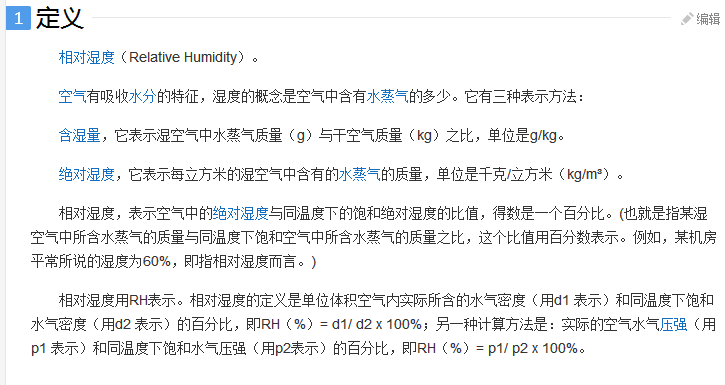 1 定义
编辑
相对湿度（Relative Humidity）。
空气有吸收水分的特征，湿度的概念是空气中含有水蒸气的多少。它有三种表示方法：
含湿量，它表示湿空气中水蒸气质量（g）与干空气质量（kg）之比，单位是g/kg。
绝对湿度，它表示每立方米的湿空气中含有的水蒸气的质量，单位是千克/立方米（kg/m³）。
相对湿度，表示空气中的绝对湿度与同温度下的饱和绝对湿度的比值，得数是一个百分比。(也就是指某湿
空气中所含水蒸气的质量与同温度下饱和空气中所含水蒸气的质量之比，这个比值用百分数表示。例如，某机房
平常所说的湿度为60%，即指相对湿度而言。)
相对湿度用RH表示。相对湿度的定义是单位体积空气内实际所含的水气密度（用d1 表示）和同温度下饱和
水气密度（用d2 表示）的百分比，即RH（%）= d1/ d2 x 100%；另一种计算方法是：实际的空气水气压强（用
p1 表示）和同温度下饱和水气压强（用p2表示）的百分比，即RH（%）= p1/ p2 x 100%。